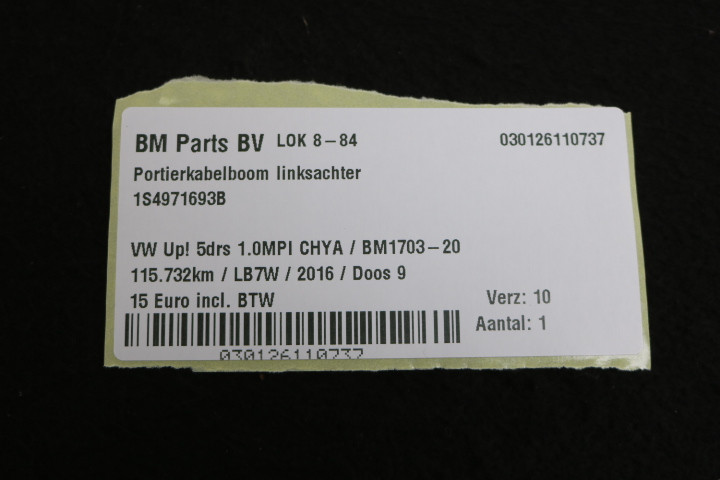 BM Parts BV LOK 8-84 030126110737
Portierkabelboom linksachter
1S4971693B
VW Up! 5drs 1.0MPI CHYA / BM1703-20
115.732km / LB7W / 2016 / Doos 9
15 Euro incl. BTW Verz: 10
Aantal: 1
030126110737